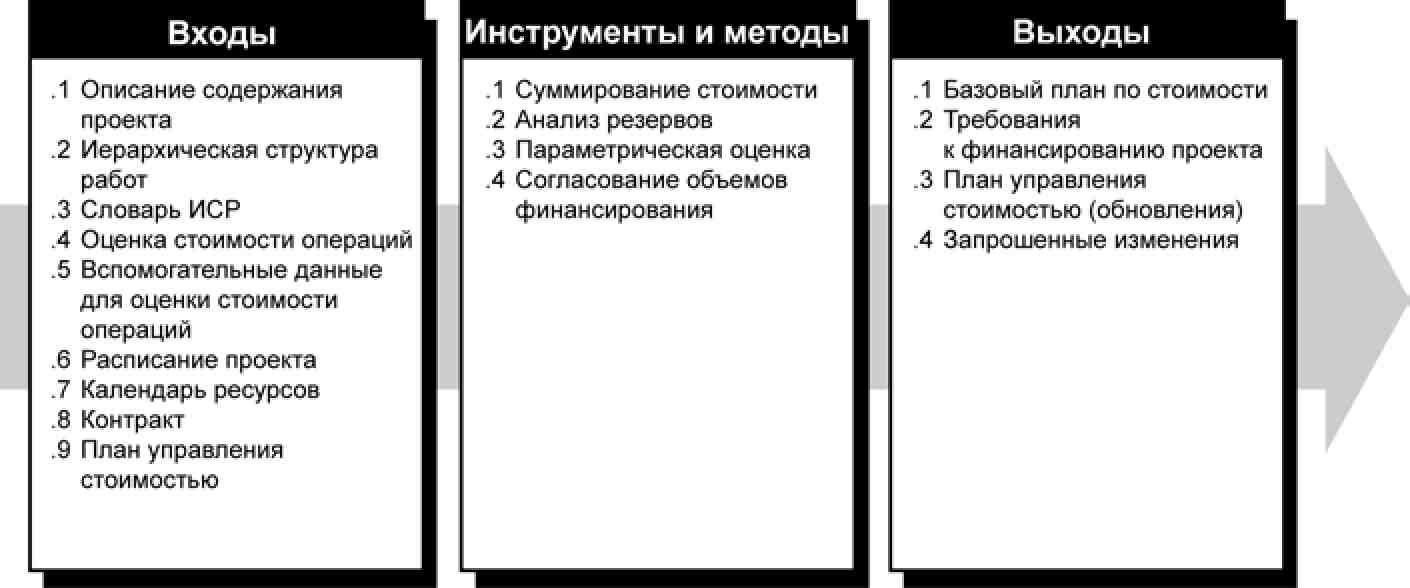 Входы
.1 Описание содержания
проекта
.2 Иерархическая структура
работ
.3 Словарь ИСР
.4 Оценка стоимости операций
.5 Вспомогательные данные
для оценки стоимости
операций
.6 Расписание проекта
.7 Календарь ресурсов
.8 Контракт
.9 План управления
стоимостью
Инструменты и методы
.1 Суммирование стоимости
.2 Анализ резервов
.3 Параметрическая оценка
.4 Согласование объемов
финансирования
Выходы
.1 Базовый план по стоимости
.2 Требования
к финансированию проекта
.3 План управления
стоимостью (обновления)
.4 Запрошенные изменения